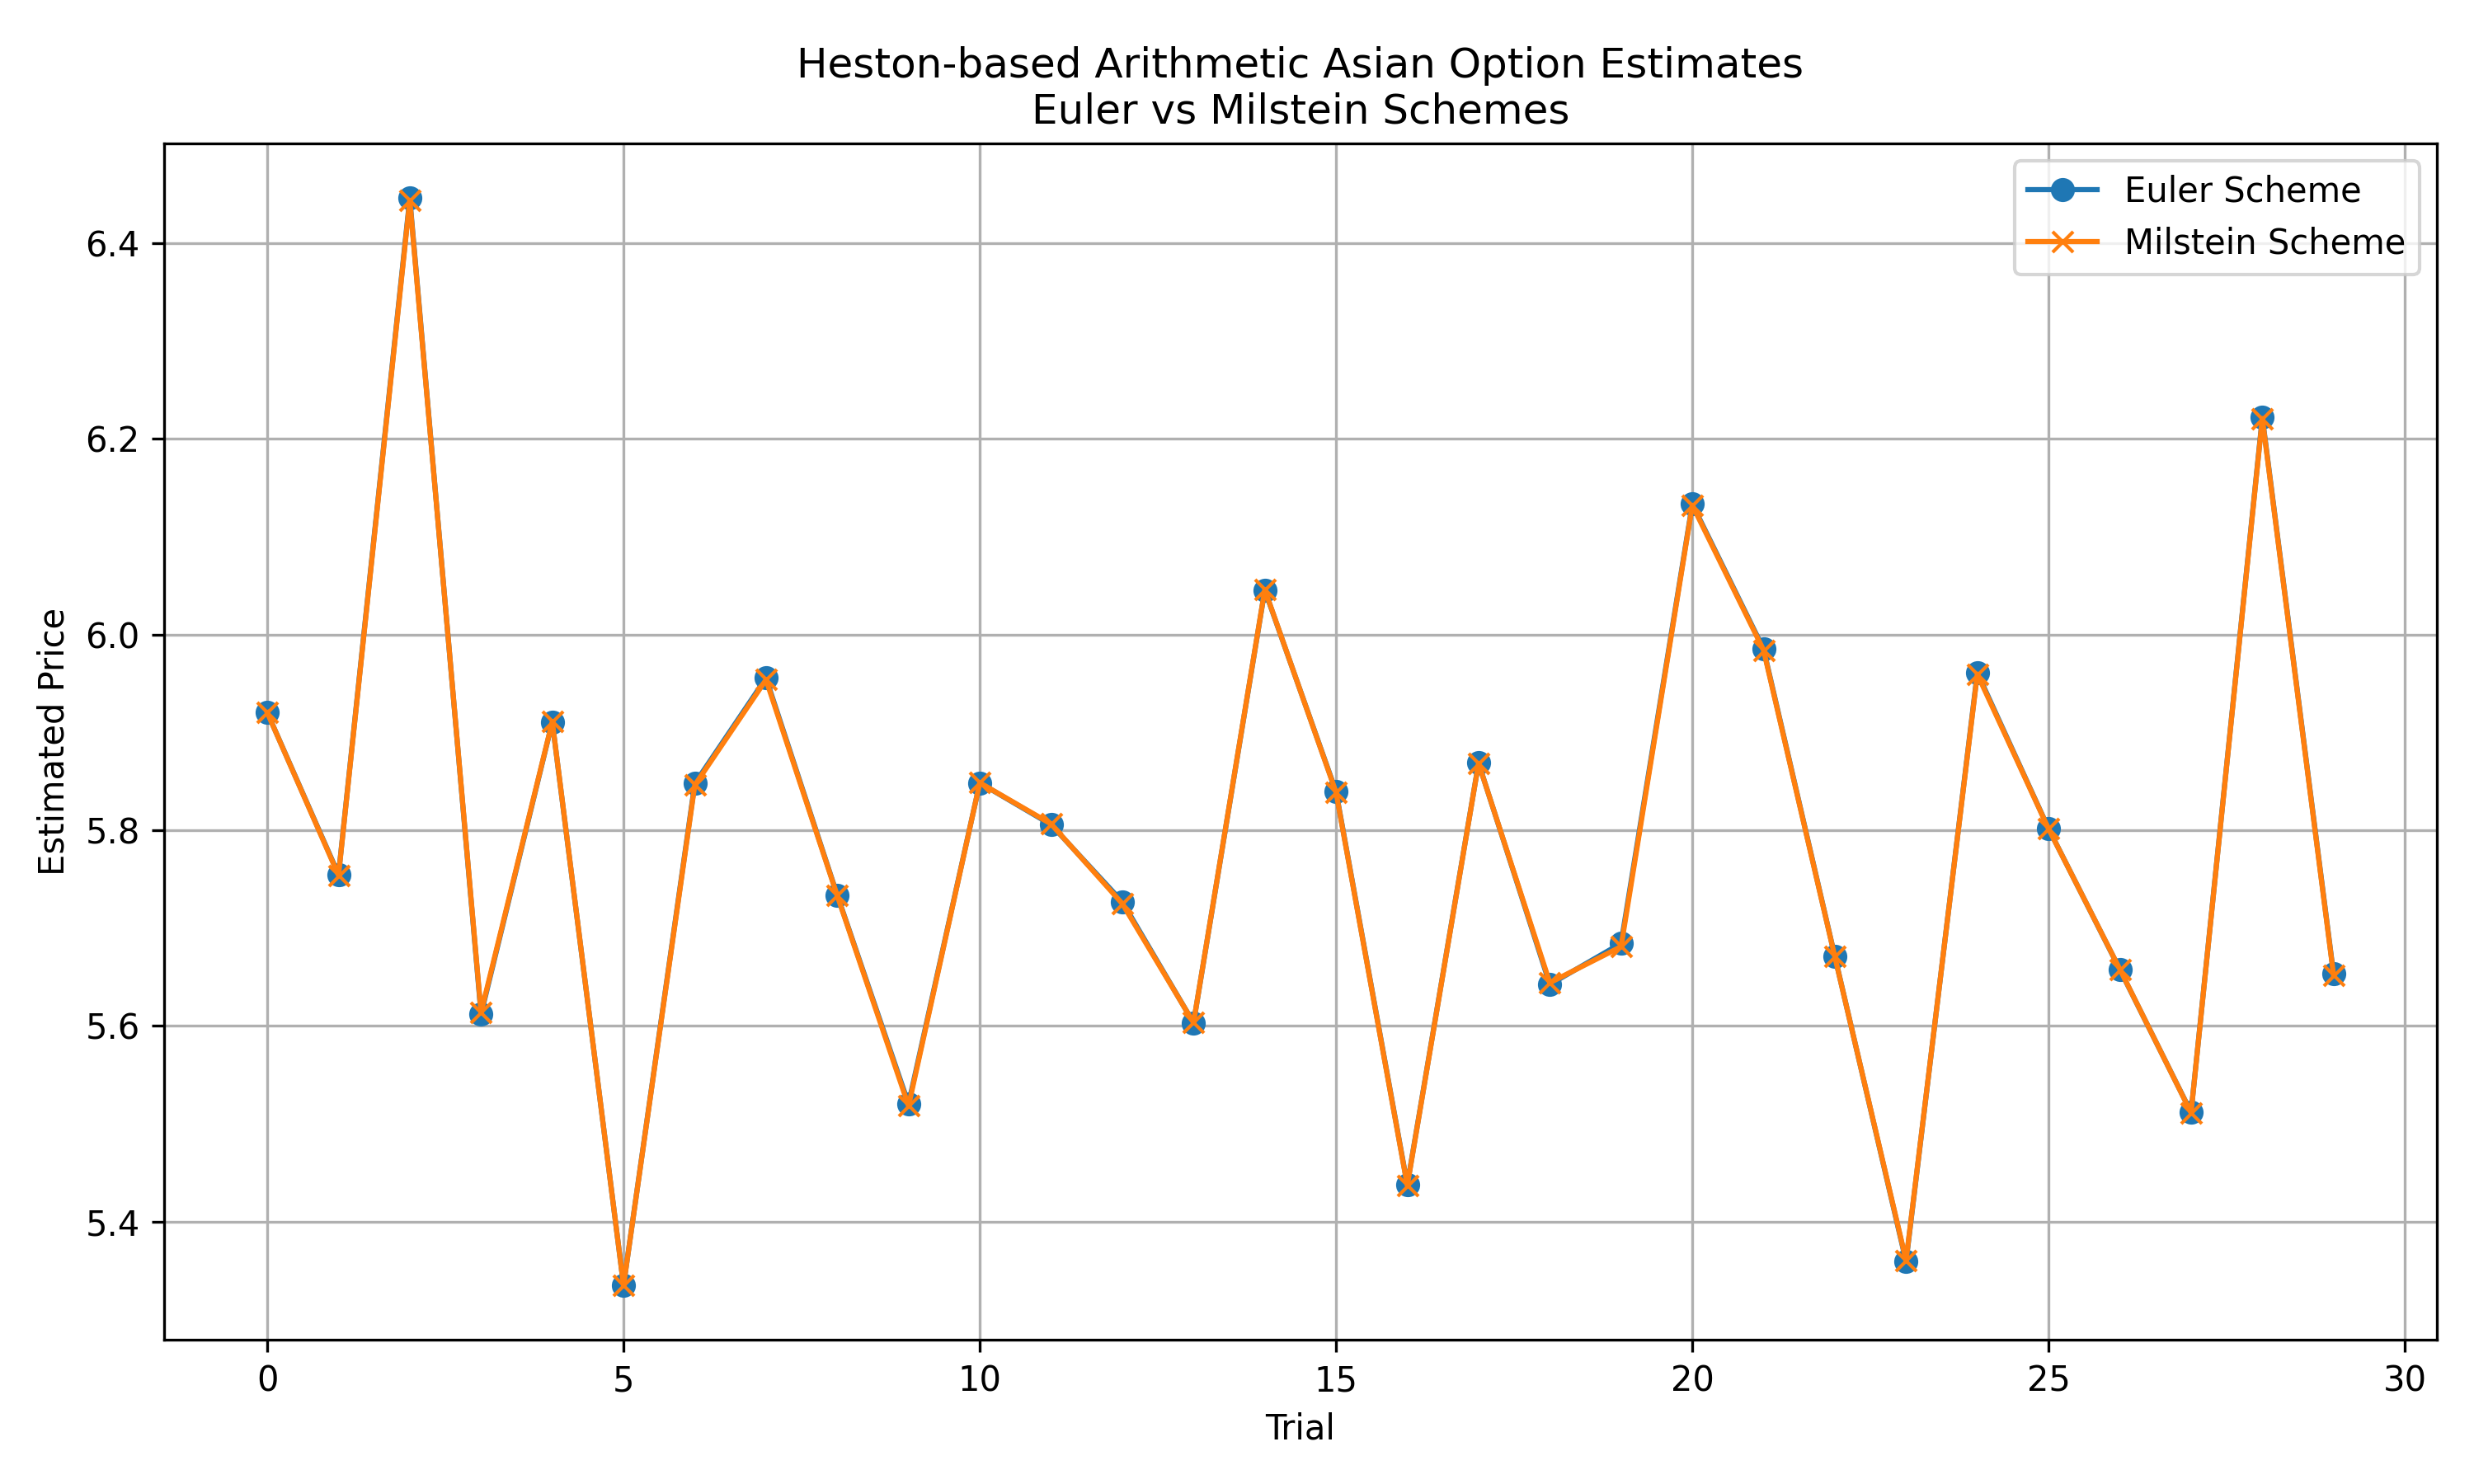 Heston-based Arithmetic Asian Option Estimates
Euler vs Milstein Schemes
Euler Scheme
Milstein Scheme
Estimated Price
6.4
6.2
6.0
5.8
5.6
5.4
0 5 10 15 20 25 30
Trial